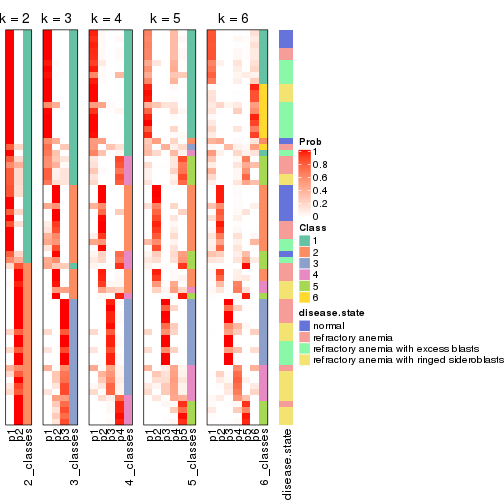 k = 2 k = 3 k = 4 k = 5 k = 6
Prob
1
0.8
0.6
0.4
0.2
0
Class
1
2
3
4
5
6
disease.state
normal
refractory anemia
refractory anemia with excess blasts
refractory anemia with ringed sideroblasts
p1
p2
2_classes
p1
p2
p3
3_classes
p1
p2
p3
p4
4_classes
p1
p2
p3
p4
p5
5_classes
p1
p2
p3
p4
p5
p6
6_classes
disease.state